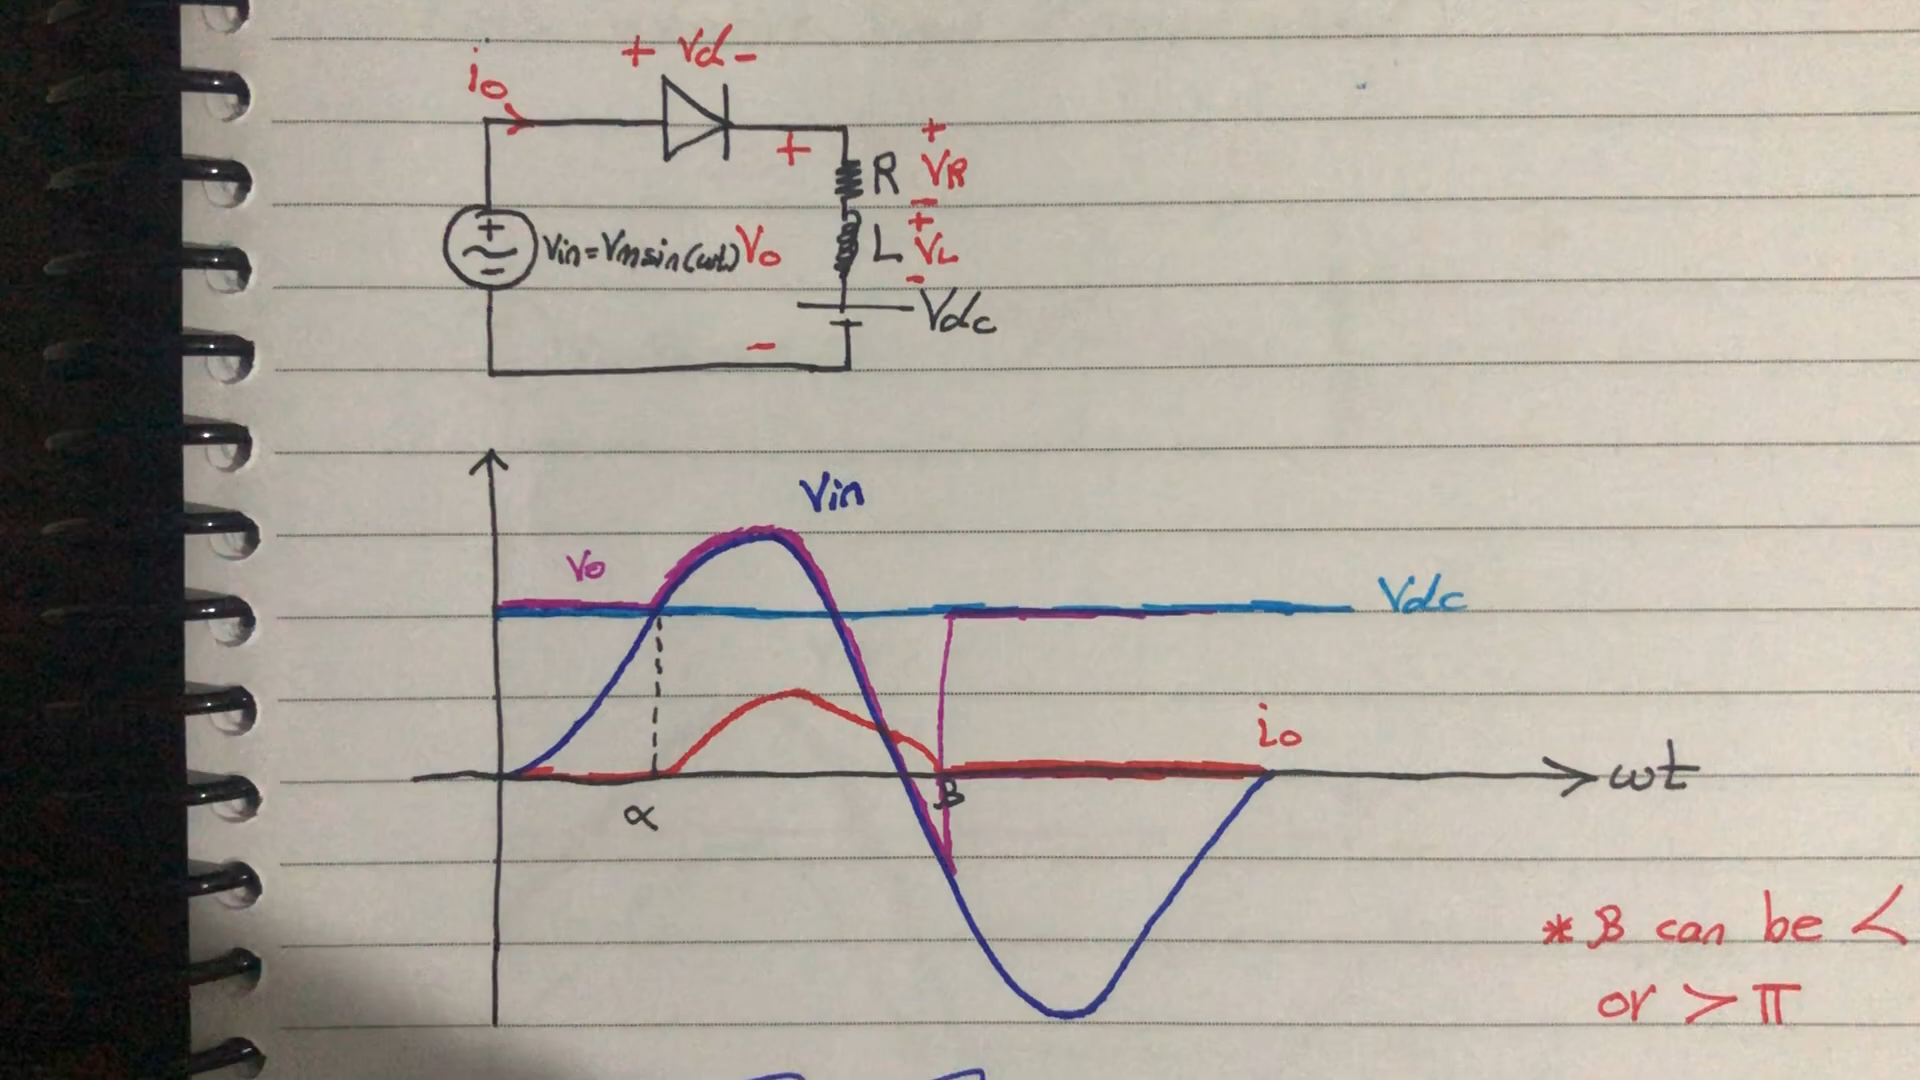 + Vd -
io
+
+
R VR
-
+
Vin=Vmsin(ωt) Vo
L VL
-
Vdc
-
Vin
Vo
Vdc
io
ωt
α
B
* B can be <
or > π